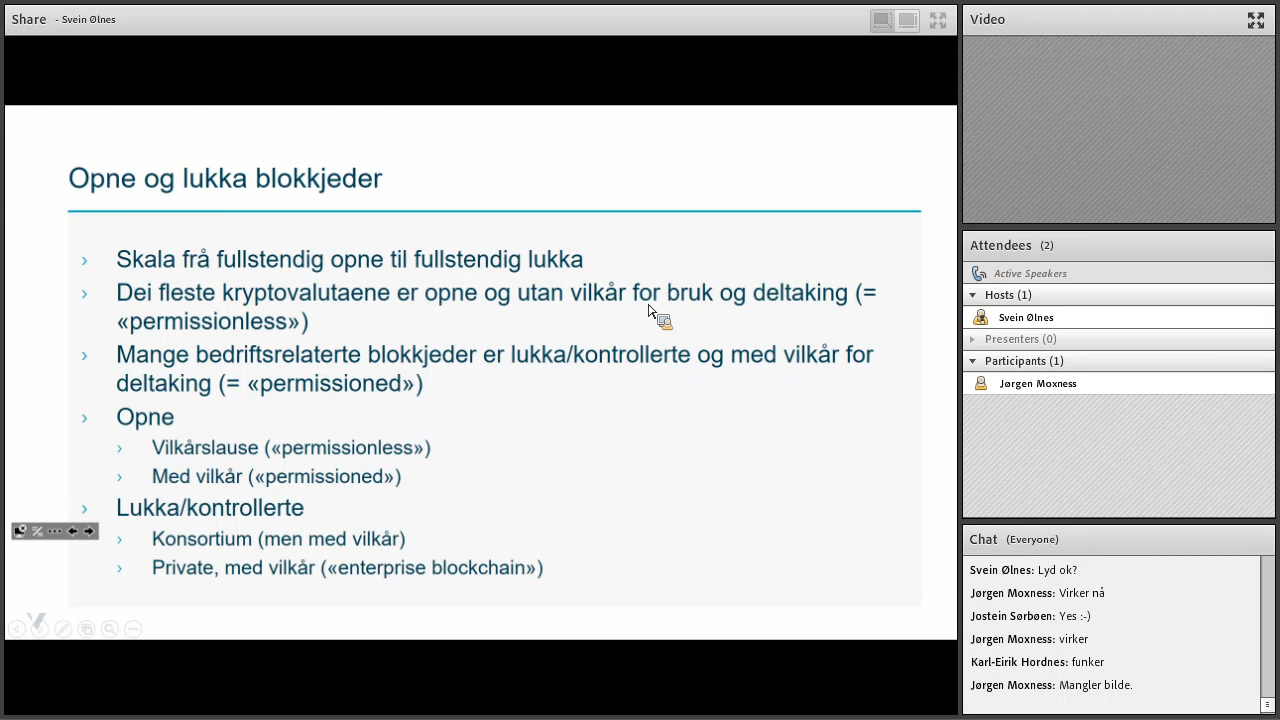 Share - Svein Ølnes
Opne og lukka blokkjeder
› Skala frå fullstendig opne til fullstendig lukka
› Dei fleste kryptovalutaene er opne og utan vilkår for bruk og deltaking (=
«permissionless»)
› Mange bedriftsrelaterte blokkjeder er lukka/kontrollerte og med vilkår for
deltaking (= «permissioned»)
› Opne
› Vilkårslause («permissionless»)
› Med vilkår («permissioned»)
› Lukka/kontrollerte
› Konsortium (men med vilkår)
› Private, med vilkår («enterprise blockchain»)
Video
Attendees (2)
Active Speakers
Hosts (1)
Svein Ølnes
Presenters (0)
Participants (1)
Jørgen Moxness
Chat (Everyone)
Svein Ølnes: Lyd ok?
Jørgen Moxness: Virker nå
Jostein Sørbøen: Yes :-)
Jørgen Moxness: virker
Karl-Eirik Hordnes: funker
Jørgen Moxness: Mangler bilde.